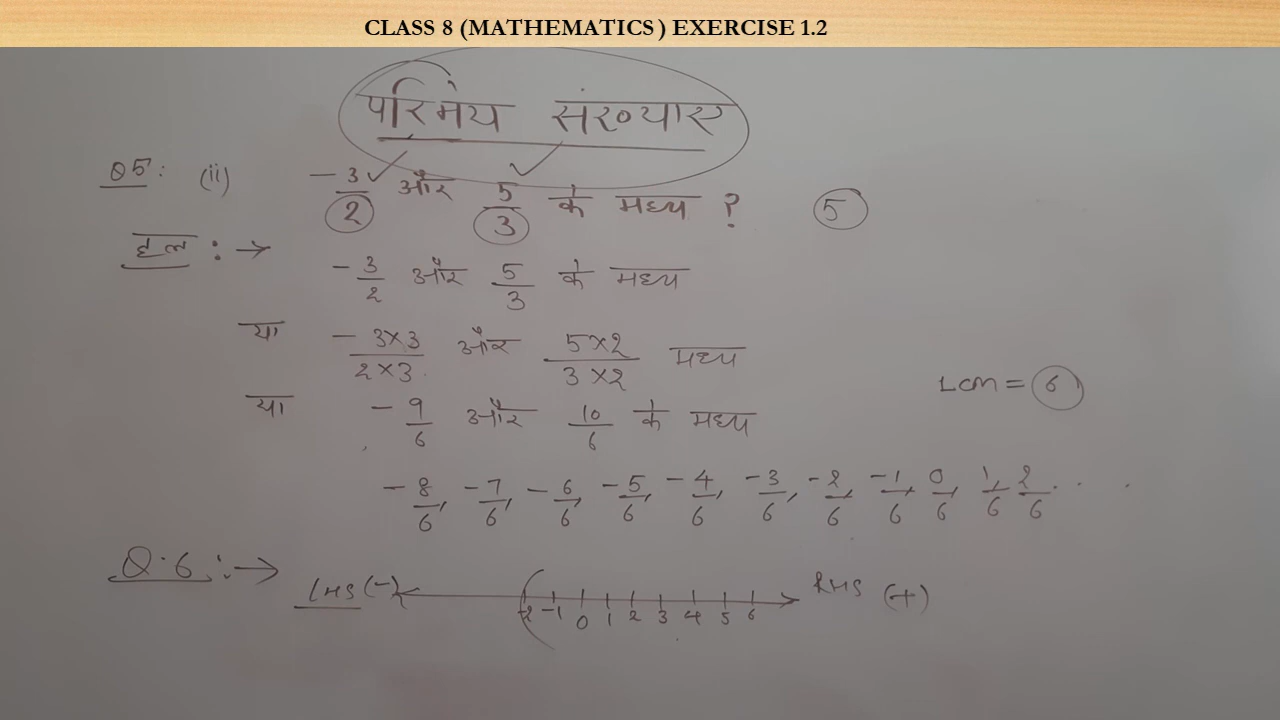 CLASS 8 (MATHEMATICS ) EXERCISE 1.2
परिमेय संख्याए
Q5: (ii) -3/2 और 5/3 के मध्य ? 5
हल :→
-3/2 और 5/3 के मध्य
या -3×3/2×3 और 5×2/3×2 मध्य
LCM = 6
या -9/6 और 10/6 के मध्य
-8/6, -7/6, -6/6, -5/6, -4/6, -3/6, -2/6, -1/6, 0/6, 1/6, 2/6 . . .
Q.6 :→ LHS (-) -2 -1 0 1 2 3 4 5 6 RHS (+)